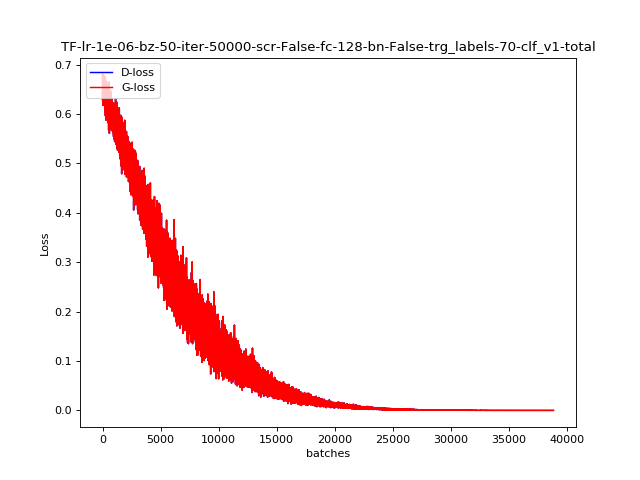 TF-lr-1e-06-bz-50-iter-50000-scr-False-fc-128-bn-False-trg_labels-70-clf_v1-total
D-loss
G-loss
0.7
0.6
0.5
0.4
0.3
0.2
0.1
0.0
Loss
0 5000 10000 15000 20000 25000 30000 35000 40000
batches